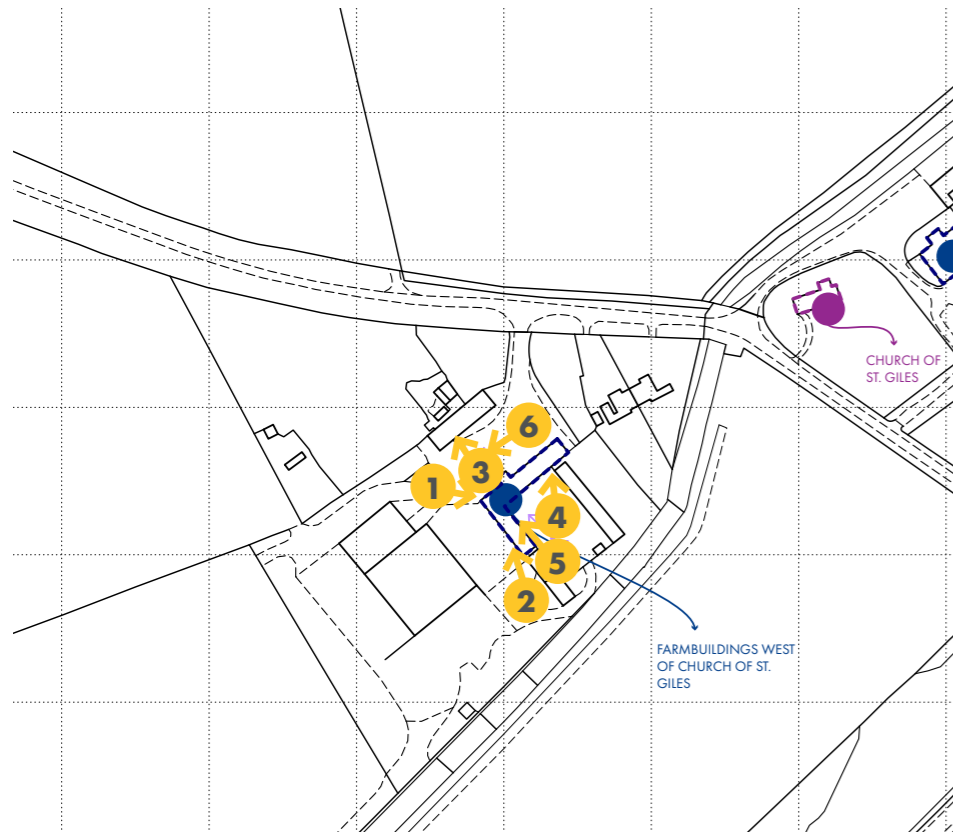 CHURCH OF
ST. GILES
6
3
1
4
5
2
FARMBUILDINGS WEST
OF CHURCH OF ST.
GILES